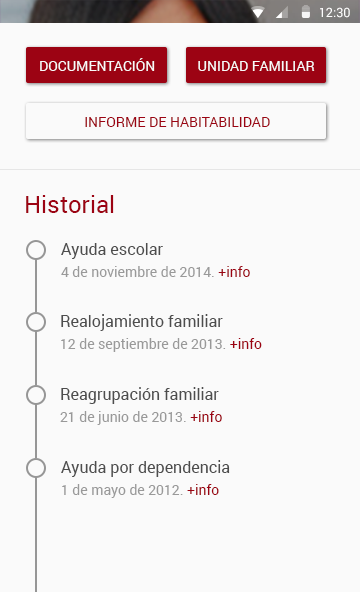 12:30
DOCUMENTACIÓN
UNIDAD FAMILIAR
INFORME DE HABITABILIDAD
Historial
Ayuda escolar
4 de noviembre de 2014. +info
Realojamiento familiar
12 de septiembre de 2013. +info
Reagrupación familiar
21 de junio de 2013. +info
Ayuda por dependencia
1 de mayo de 2012. +info